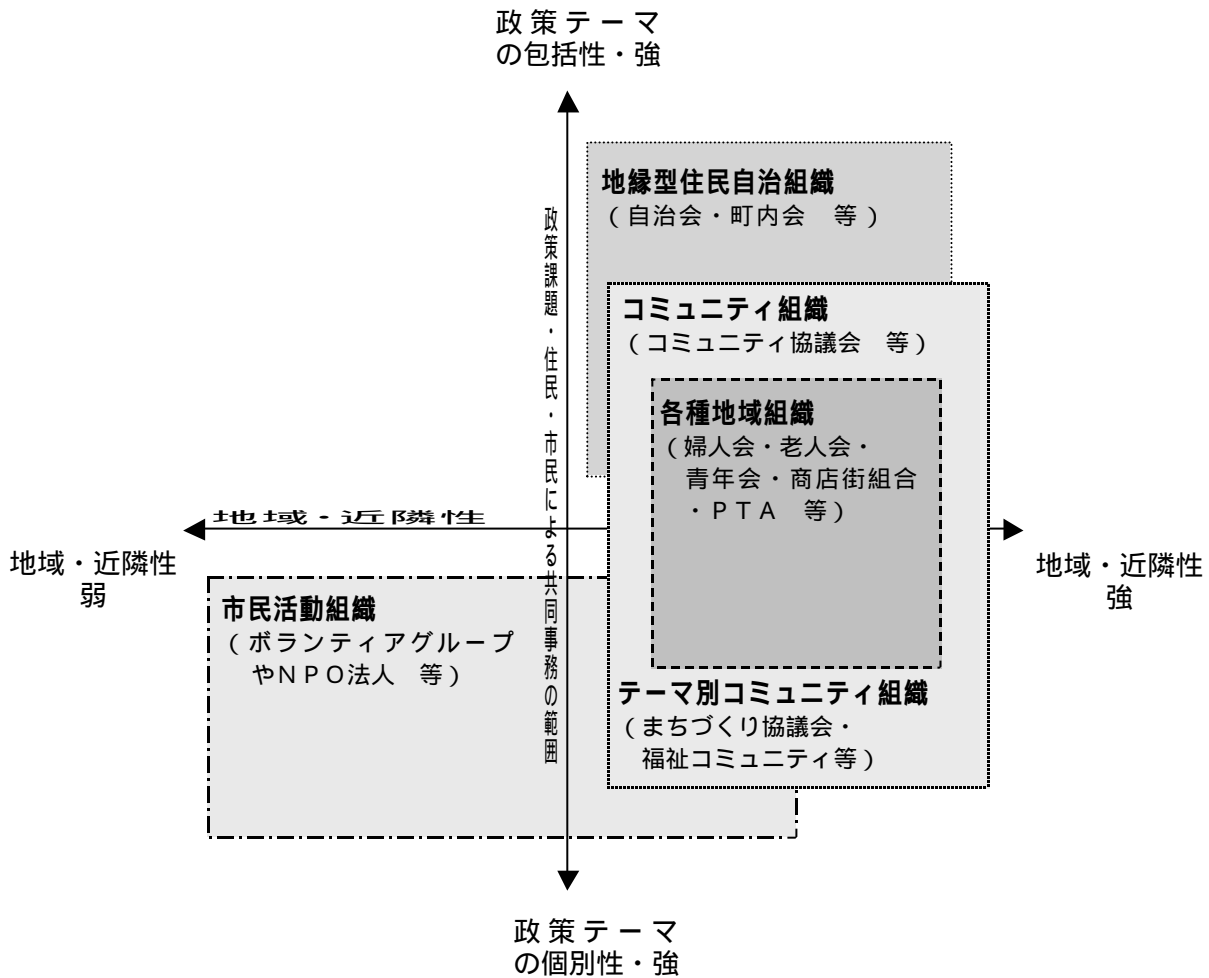 政策テーマ
の包括性・強
地縁型住民自治組織
（自治会・町内会　等）
政策課題・住民・市民による共同事務の範囲
コミュニティ組織
（コミュニティ協議会　等）
各種地域組織
（婦人会・老人会・
青年会・商店街組合
・ＰＴＡ　等）
地域・近隣性
地域・近隣性
弱
地域・近隣性
強
市民活動組織
（ボランティアグループ
やＮＰＯ法人　等）
テーマ別コミュニティ組織
（まちづくり協議会・
福祉コミュニティ等）
政策テーマ
の個別性・強